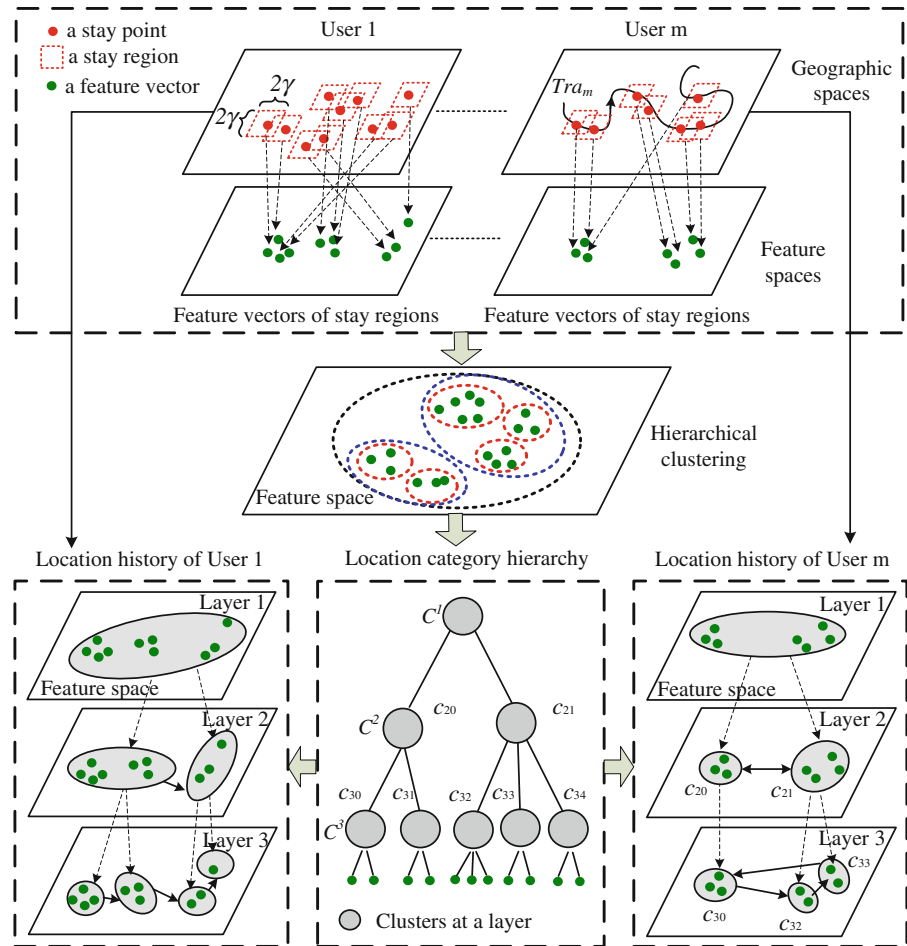 a stay point
a stay region
a feature vector
User 1
User m
Geographic spaces
2γ
2γ
Tra_m
Feature spaces
Feature vectors of stay regions
Feature vectors of stay regions
Hierarchical clustering
Feature space
Location history of User 1
Location category hierarchy
Location history of User m
Layer 1
Feature space
Layer 2
Layer 3
C^1
C^2
c_20
c_21
c_30
c_31
c_32
c_33
c_34
C^3
Clusters at a layer
Layer 1
Feature space
Layer 2
c_20
c_21
Layer 3
c_33
c_30
c_32